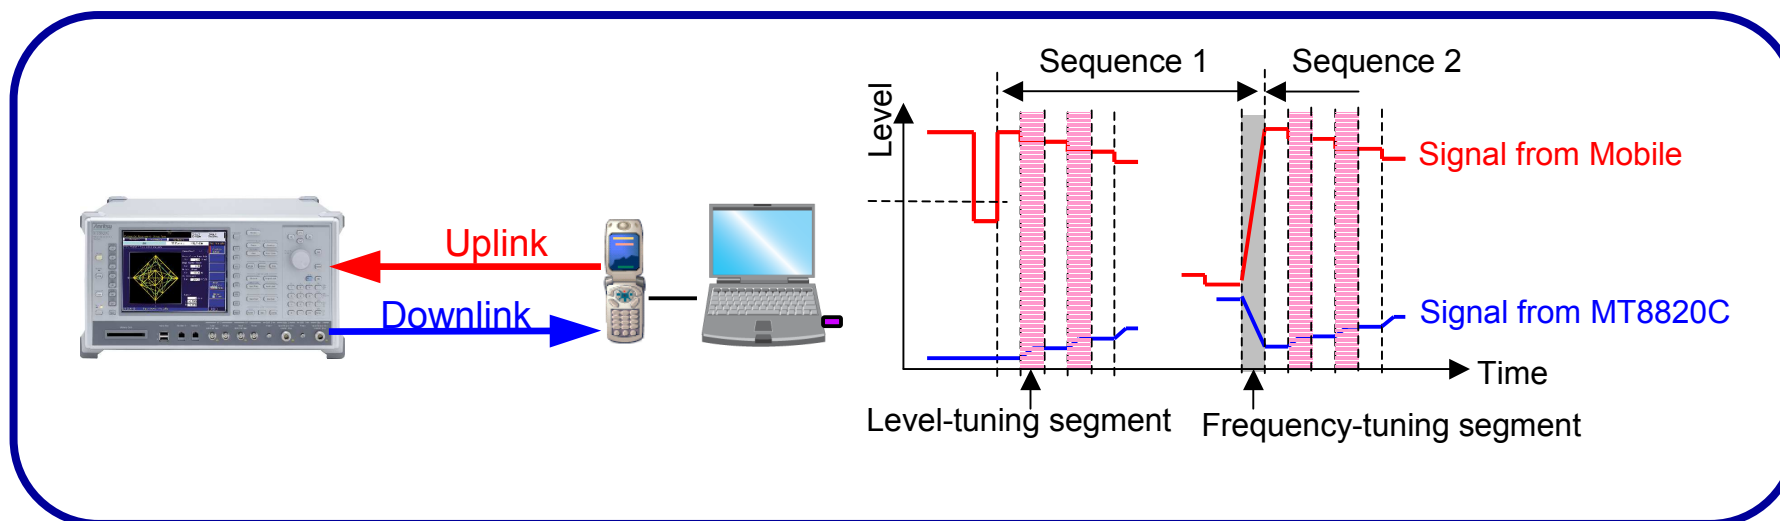 Sequence 1
Sequence 2
Level
Signal from Mobile
Uplink
Downlink
Signal from MT8820C
Time
Level-tuning segment
Frequency-tuning segment